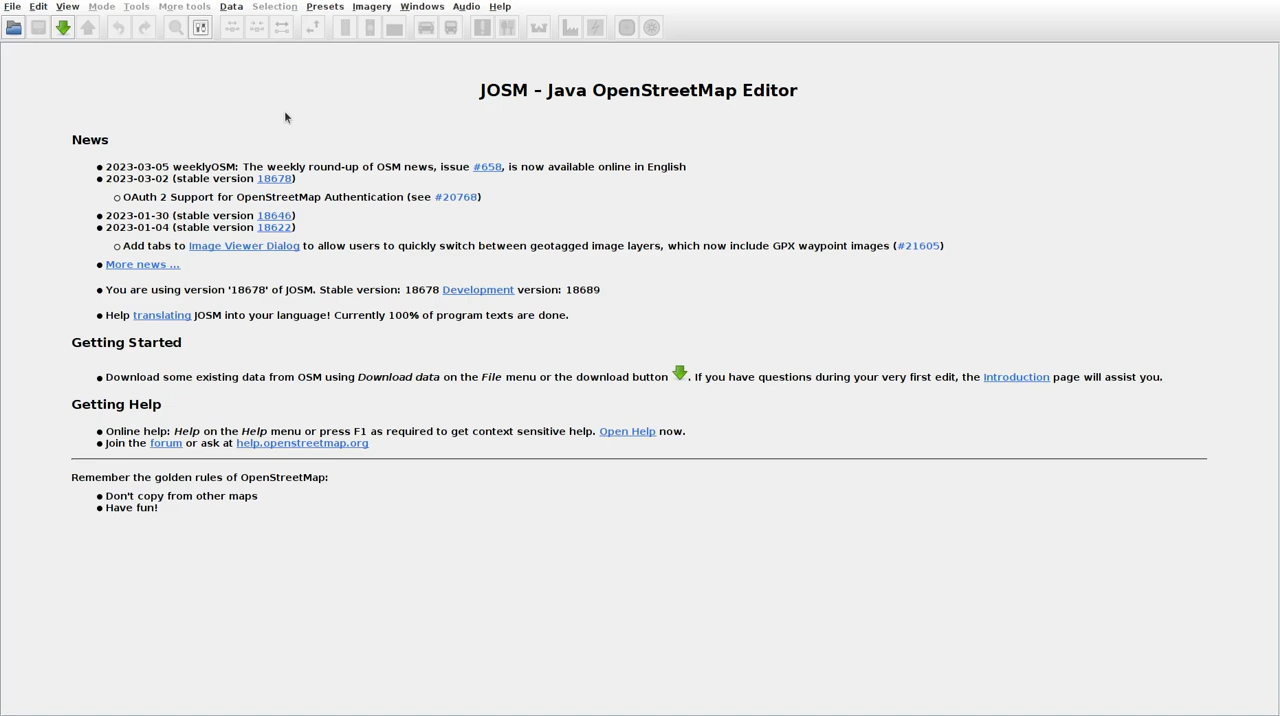 File Edit View Mode Tools More tools Data Selection Presets Imagery Windows Audio Help
JOSM – Java OpenStreetMap Editor
News
2023-03-05 weeklyOSM: The weekly round-up of OSM news, issue #658, is now available online in English
2023-03-02 (stable version 18678)
OAuth 2 Support for OpenStreetMap Authentication (see #20768)
2023-01-30 (stable version 18646)
2023-01-04 (stable version 18622)
Add tabs to Image Viewer Dialog to allow users to quickly switch between geotagged image layers, which now include GPX waypoint images (#21605)
More news ...
You are using version '18678' of JOSM. Stable version: 18678 Development version: 18689
Help translating JOSM into your language! Currently 100% of program texts are done.
Getting Started
Download some existing data from OSM using Download data on the File menu or the download button . If you have questions during your very first edit, the Introduction page will assist you.
Getting Help
Online help: Help on the Help menu or press F1 as required to get context sensitive help. Open Help now.
Join the forum or ask at help.openstreetmap.org
Remember the golden rules of OpenStreetMap:
Don't copy from other maps
Have fun!